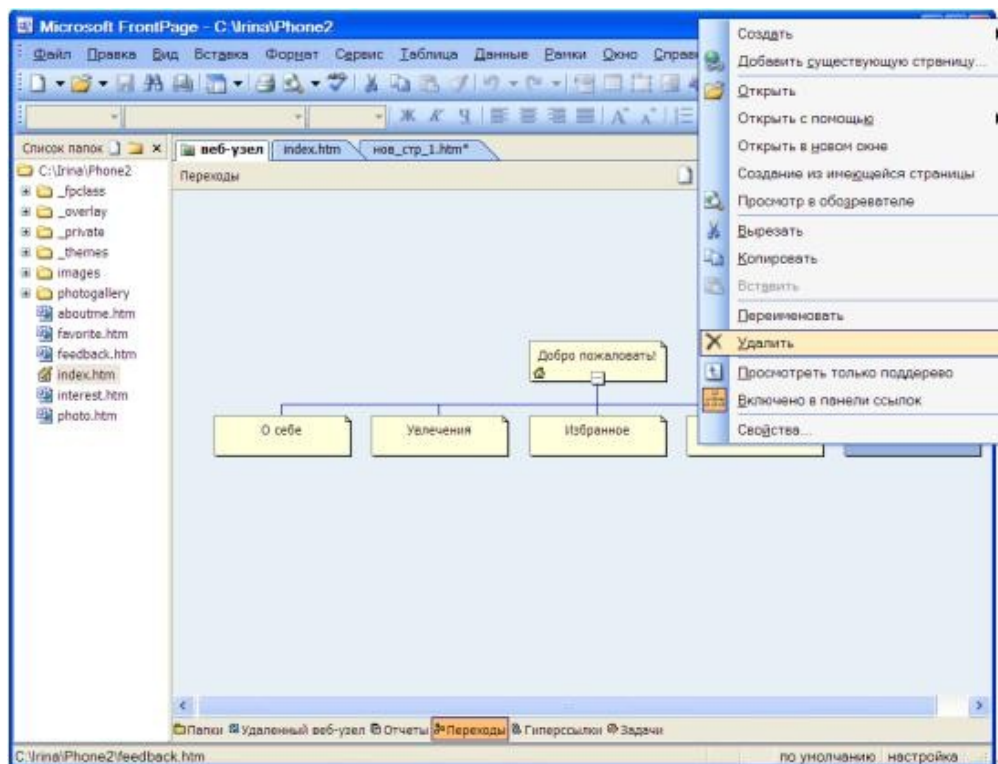 Microsoft FrontPage - C:\Irina\Phone2
Файл Правка Вид Вставка Формат Сервис Таблица Данные Рамки Окно
Ж К Ч
Список папок
веб-узел index.htm нов_стр_1.htm*
C:\Irina\Phone2
Переходы
_fpclass
_overlay
_private
_themes
images
photogallery
aboutme.htm
favorite.htm
feedback.htm
index.htm
interest.htm
photo.htm
Добро пожаловать!
О себе Увлечения Избранное
Создать
Добавить существующую страницу...
Открыть
Открыть с помощью
Открыть в новом окне
Создание из имеющейся страницы
Просмотр в обозревателе
Вырезать
Копировать
Вставить
Переименовать
Удалить
Просмотреть только поддерево
Включено в панели ссылок
Свойства...
Папки Удаленный веб-узел Отчеты Переходы Гиперссылки Задачи
C:\Irina\Phone2\feedback.htm по умолчанию настройка